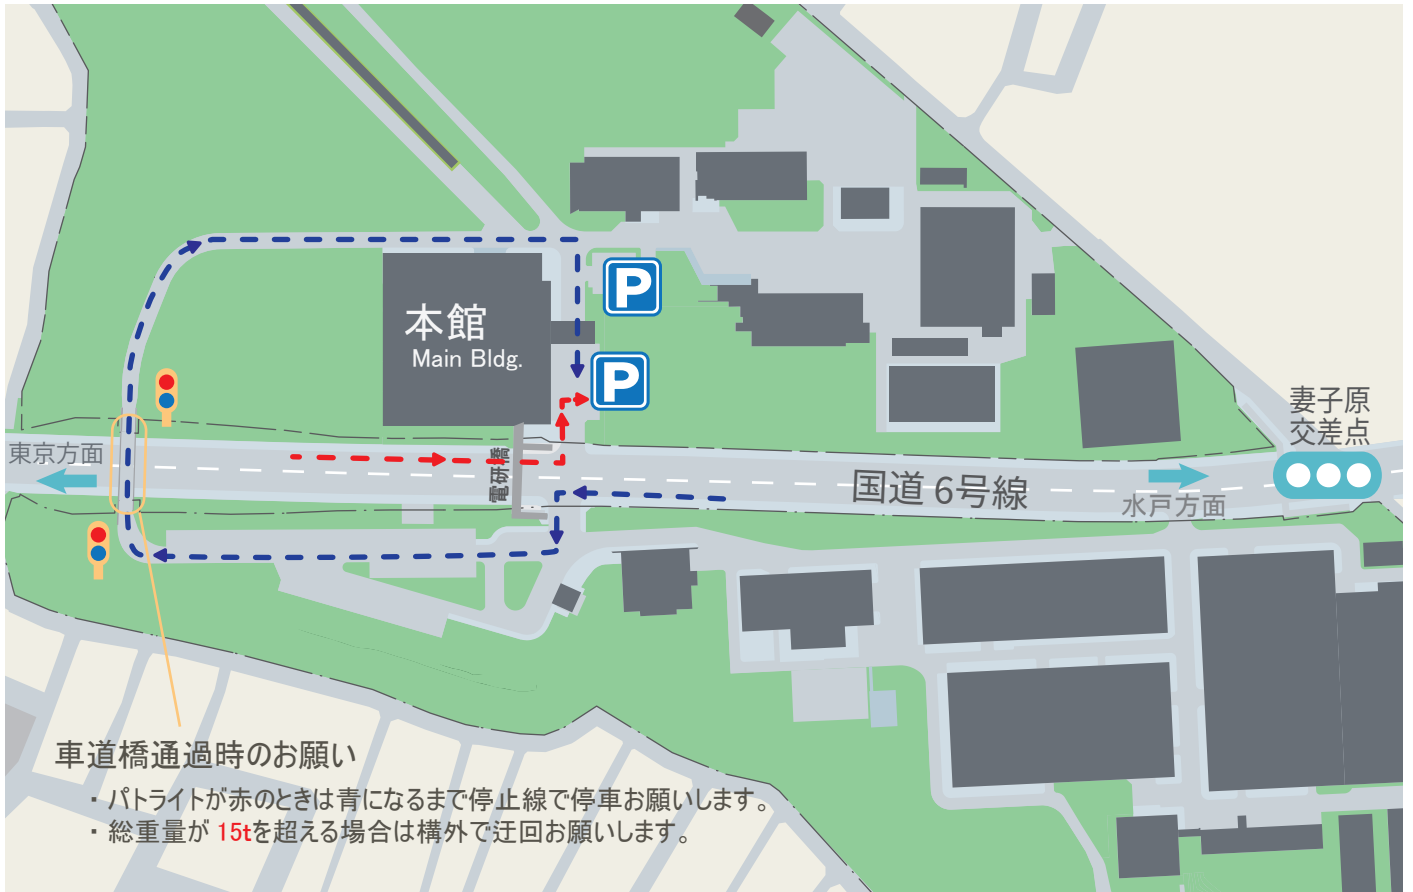 本館
Main Bldg.
P
P
妻子原
交差点
東京方面
電研橋
国道 6号線
水戸方面
車道橋通過時のお願い
・パトライトが赤のときは青になるまで停止線で停車お願いします。
・総重量が 15tを超える場合は構外で迂回お願いします。